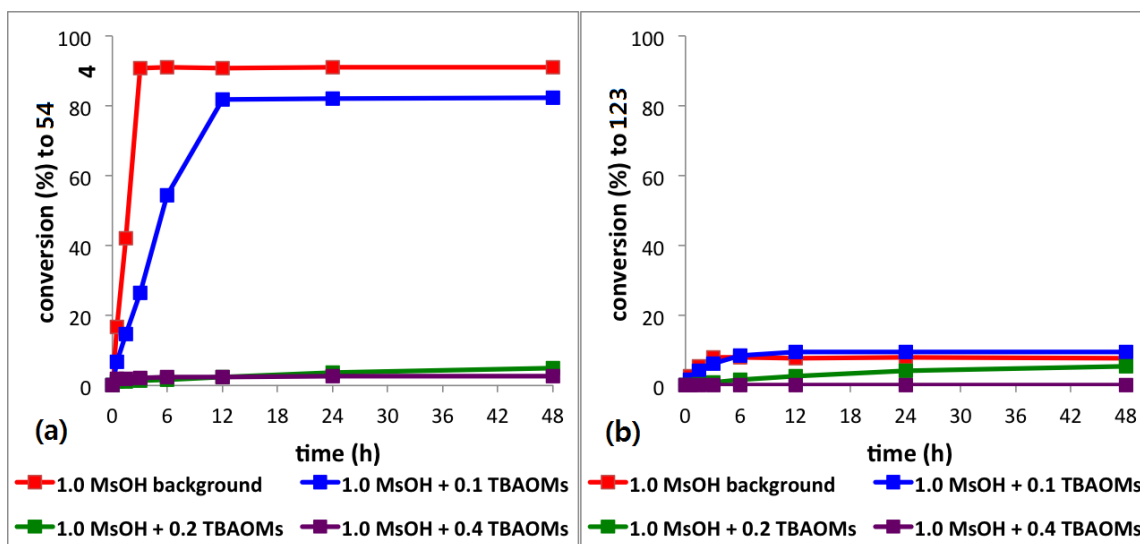 100
80
60
40
20
0
conversion (%) to 54
4
0 6 12 18 24 30 36 42 48
(a)
time (h)
1.0 MsOH background
1.0 MsOH + 0.1 TBAOMs
1.0 MsOH + 0.2 TBAOMs
1.0 MsOH + 0.4 TBAOMs
100
80
60
40
20
0
conversion (%) to 123
0 6 12 18 24 30 36 42 48
(b)
time (h)
1.0 MsOH background
1.0 MsOH + 0.1 TBAOMs
1.0 MsOH + 0.2 TBAOMs
1.0 MsOH + 0.4 TBAOMs